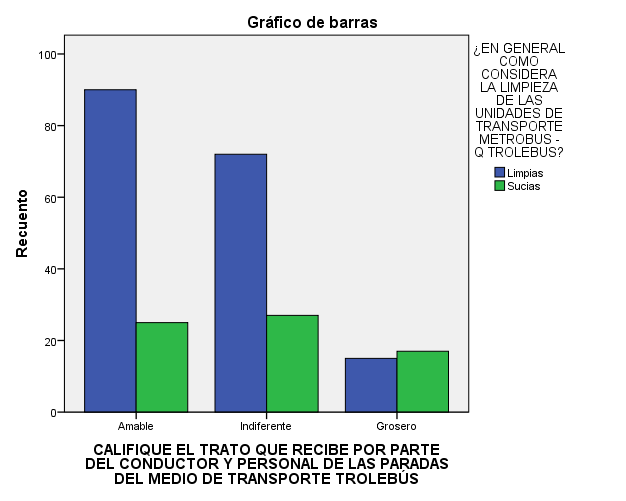 Gráfico de barras
¿EN GENERAL
COMO
CONSIDERA
LA LIMPIEZA
DE LAS
UNIDADES DE
TRANSPORTE
METROBUS -
Q TROLEBUS?
Limpias
Sucias
Recuento
100
80
60
40
20
0
Amable
Indiferente
Grosero
CALIFIQUE EL TRATO QUE RECIBE POR PARTE
DEL CONDUCTOR Y PERSONAL DE LAS PARADAS
DEL MEDIO DE TRANSPORTE TROLEBÚS